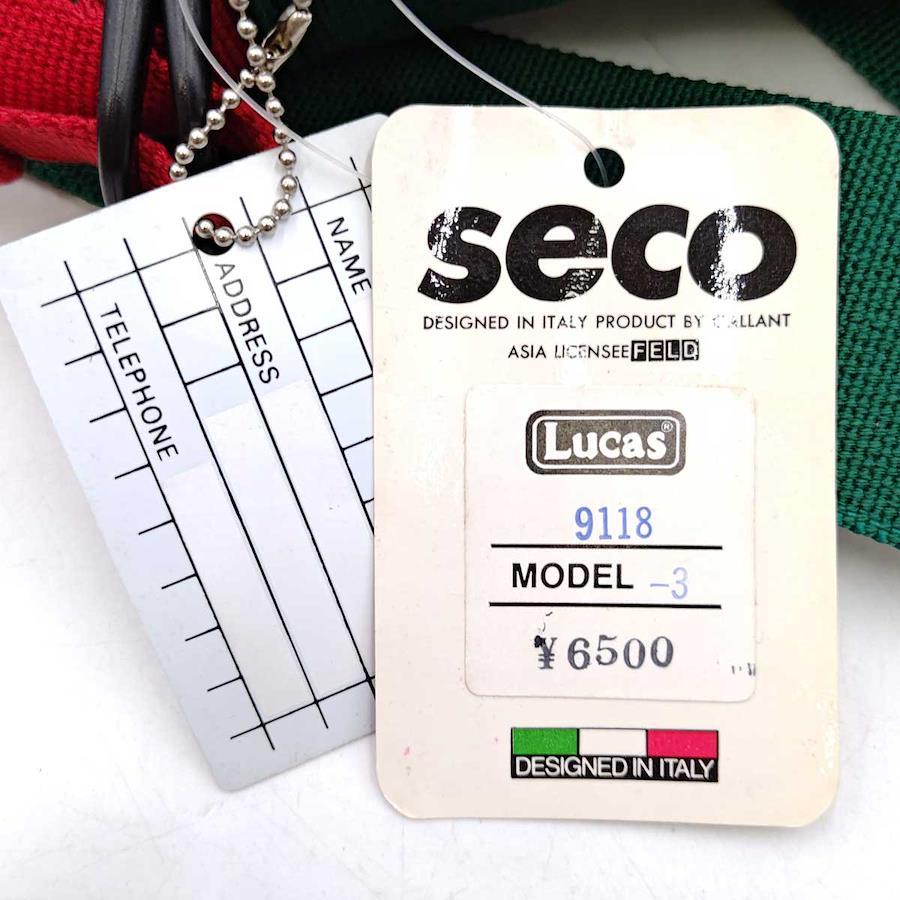 NAME
ADDRESS
TELEPHONE
seco
DESIGNED IN ITALY PRODUCT BY GALLANT
ASIA LICENSEE FELD
Lucas®
9118
MODEL -3
¥6500
DESIGNED IN ITALY